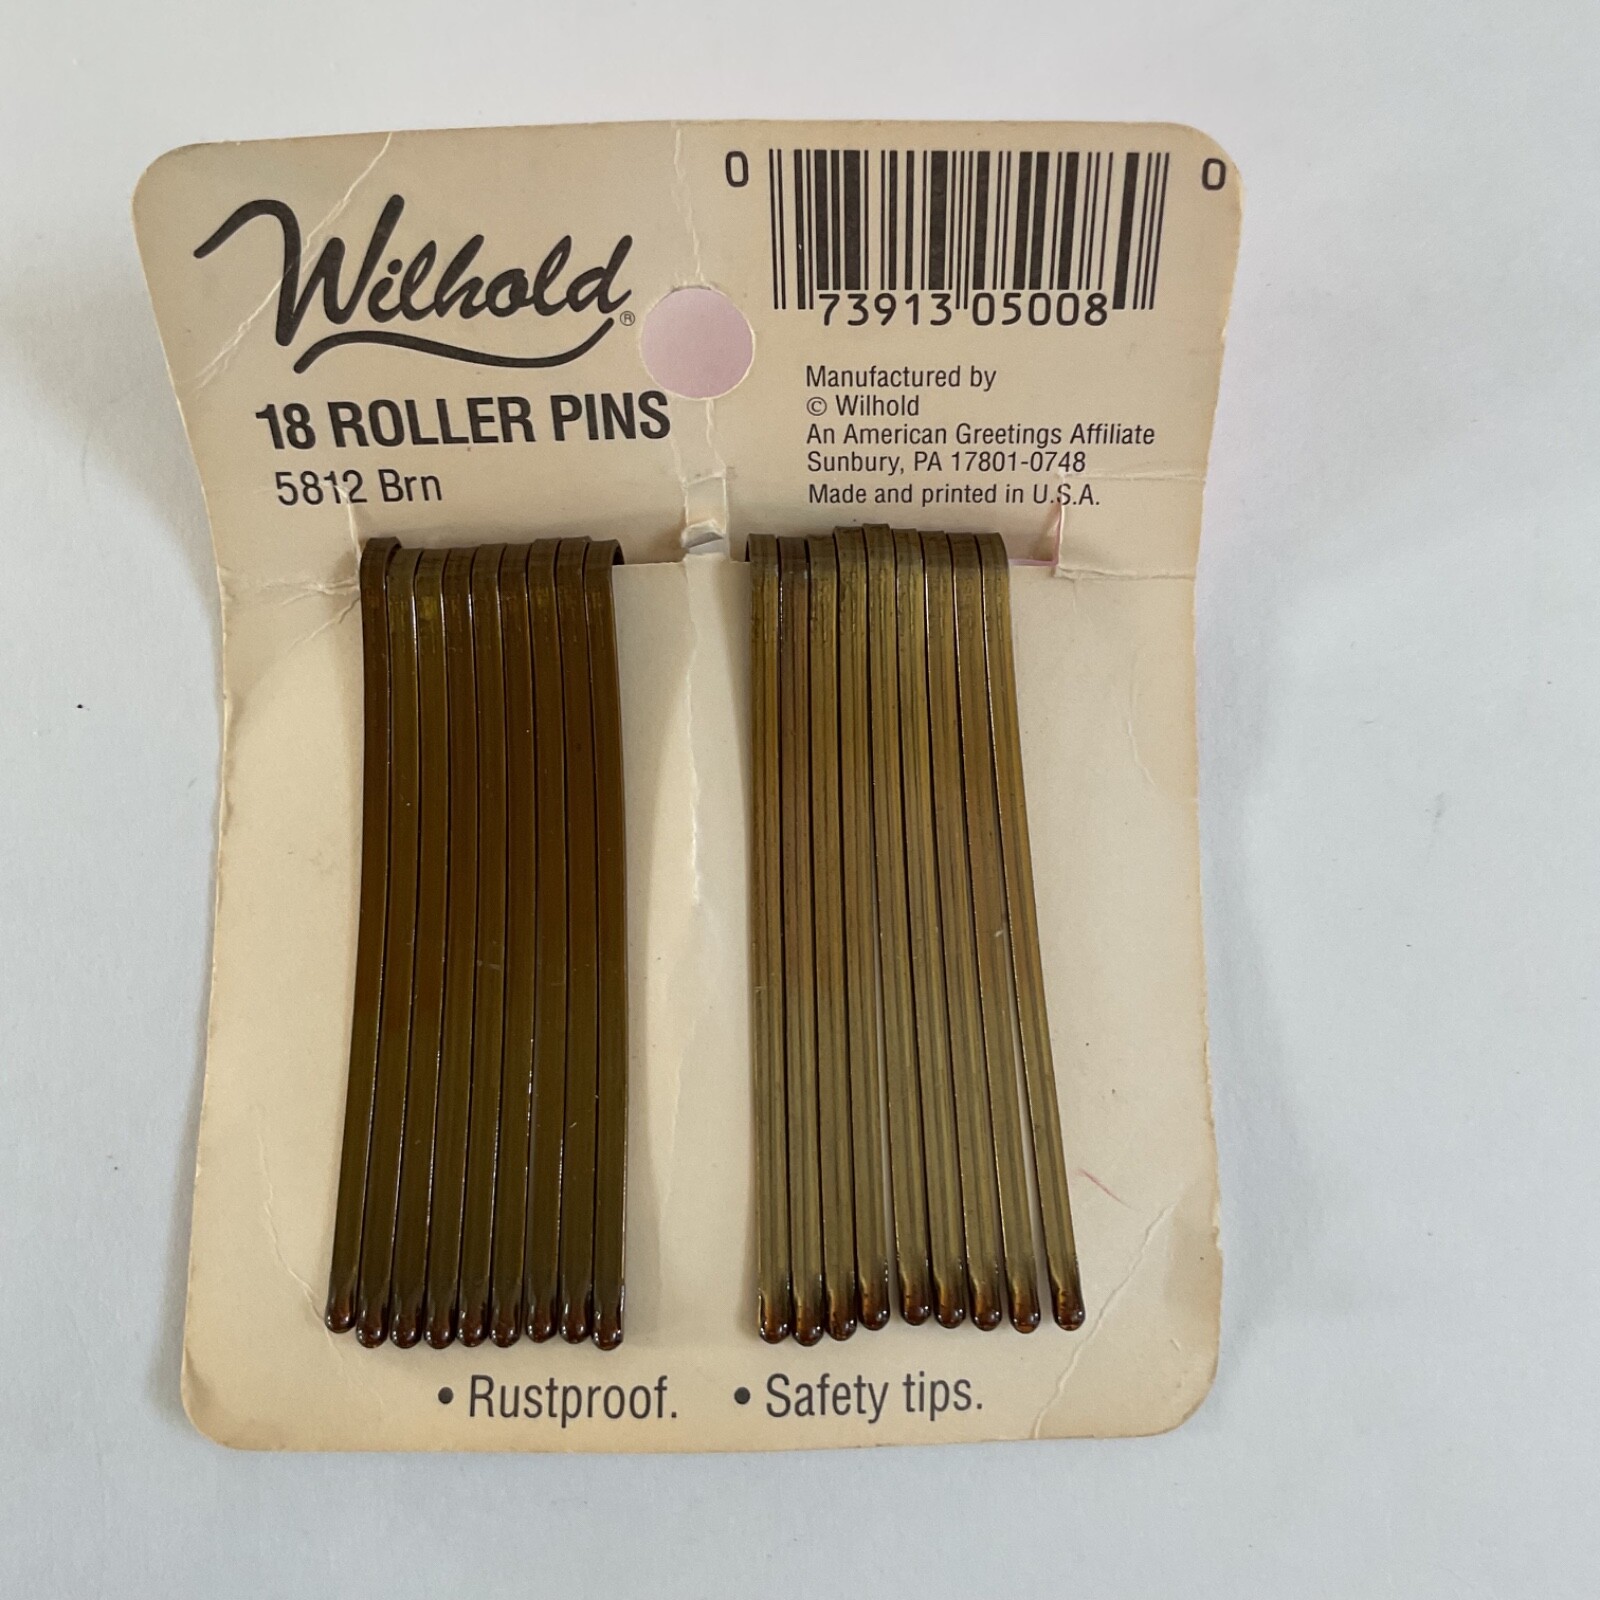 Wilhold®
18 ROLLER PINS
5812 Brn
0 73913 05008 0
Manufactured by
© Wilhold
An American Greetings Affiliate
Sunbury, PA 17801-0748
Made and printed in U.S.A.
• Rustproof. • Safety tips.